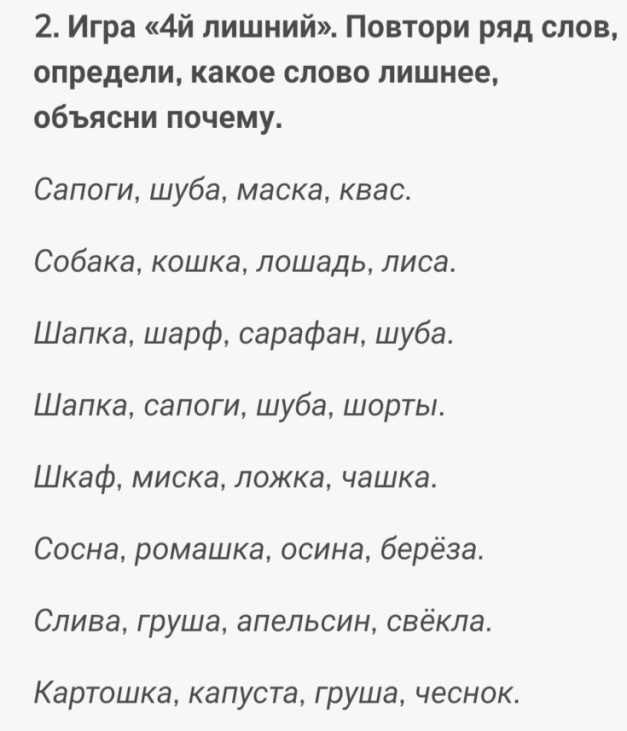 2. Игра «4й лишний». Повтори ряд слов,
определи, какое слово лишнее,
объясни почему.
Сапоги, шуба, маска, квас.
Собака, кошка, лошадь, лиса.
Шапка, шарф, сарафан, шуба.
Шапка, сапоги, шуба, шорты.
Шкаф, миска, ложка, чашка.
Сосна, ромашка, осина, берёза.
Слива, груша, апельсин, свёкла.
Картошка, капуста, груша, чеснок.